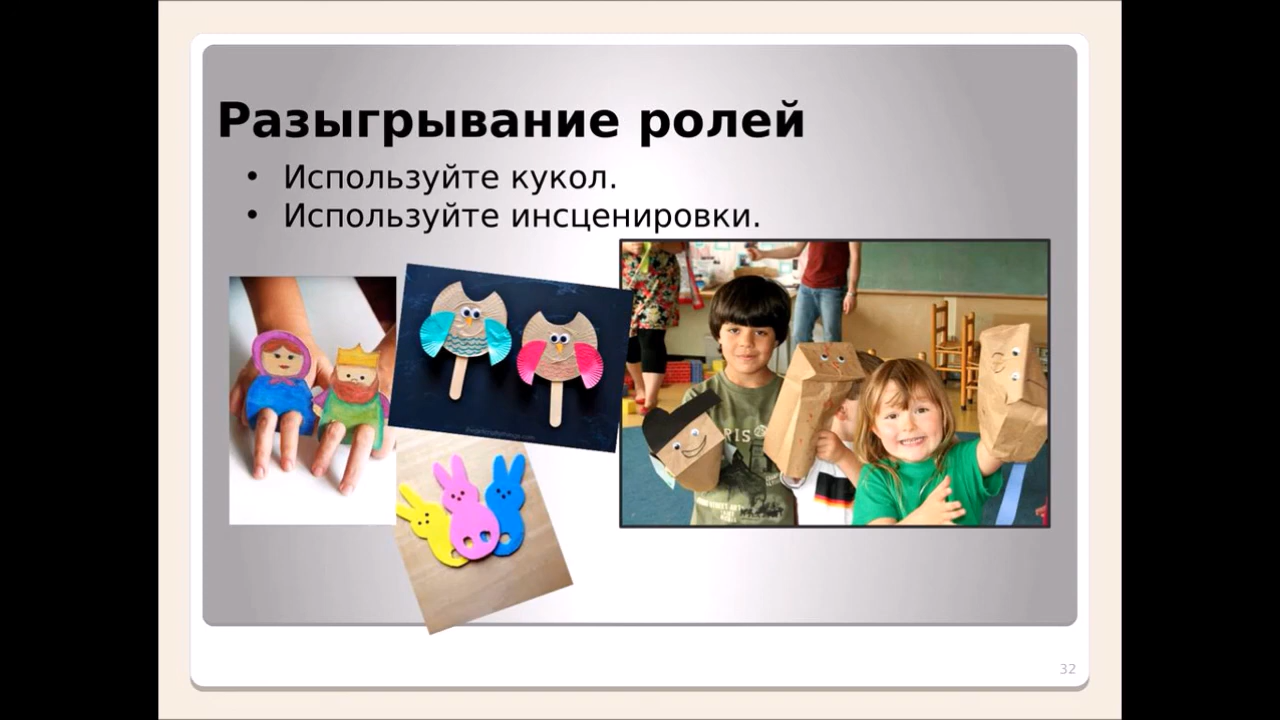 Разыгрывание ролей
• Используйте кукол.
• Используйте инсценировки.
32